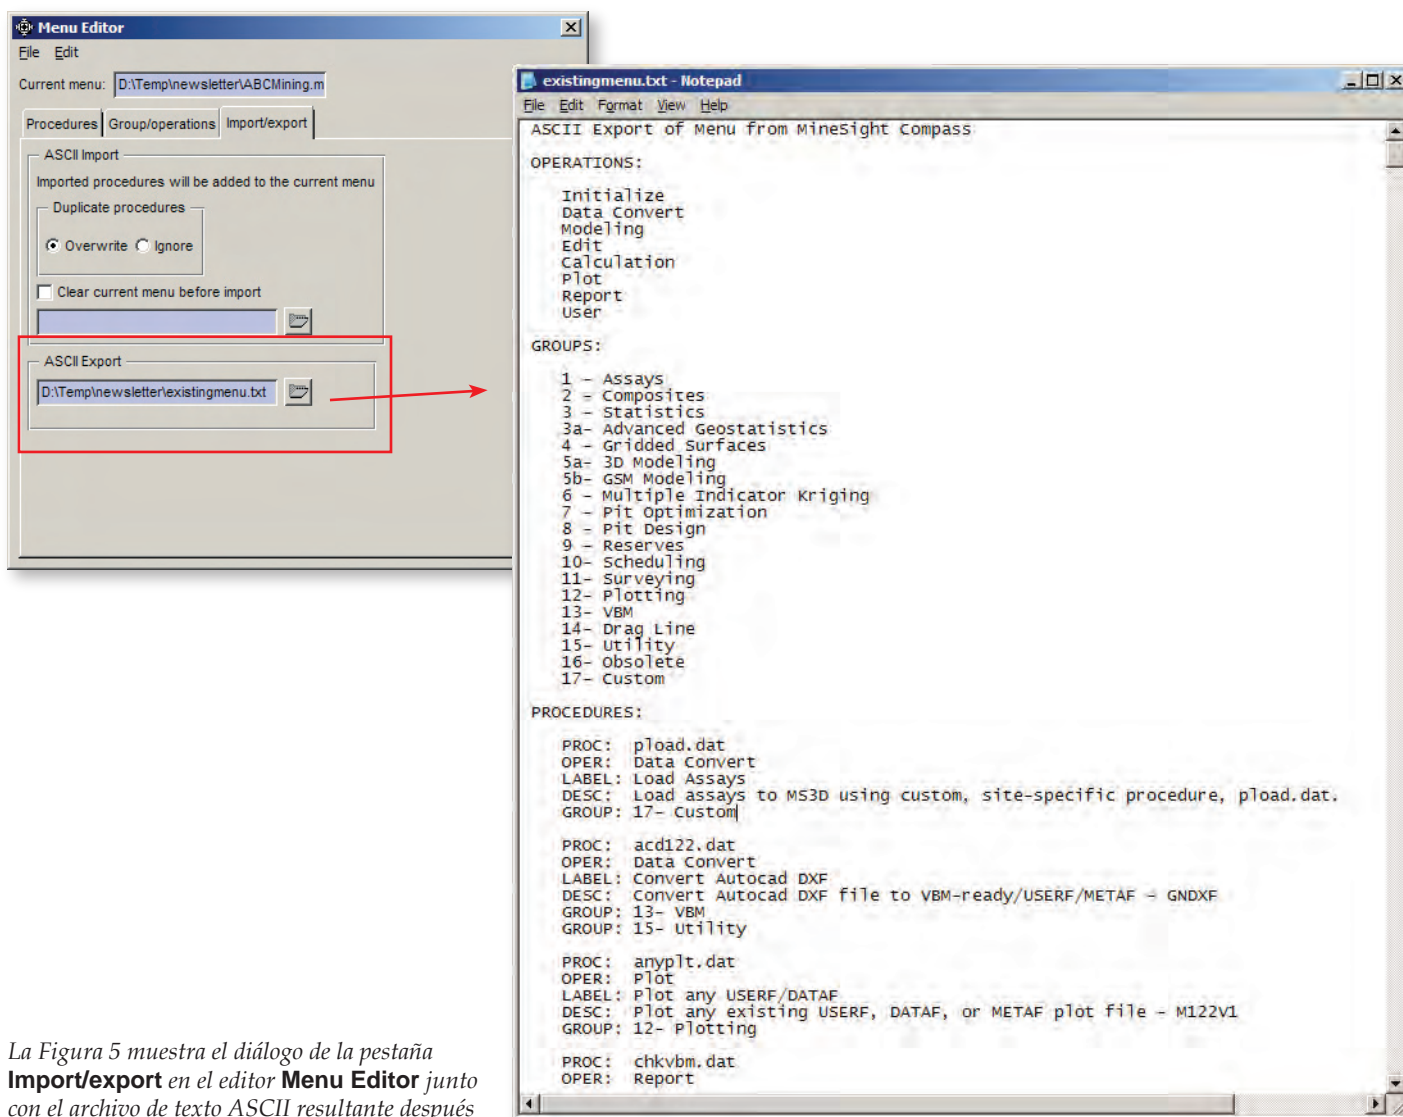 Menu Editor
File Edit
Current menu: D:\Temp\newsletter\ABCMining.m
Procedures Group/operations Import/export
ASCII Import
Imported procedures will be added to the current menu
Duplicate procedures
Overwrite Ignore
Clear current menu before import
ASCII Export
D:\Temp\newsletter\existingmenu.txt
existingmenu.txt - Notepad
File Edit Format View Help
ASCII Export of Menu from MineSight Compass
OPERATIONS:
Initialize
Data Convert
Modeling
Edit
Calculation
Plot
Report
User
GROUPS:
1 - Assays
2 - Composites
3 - Statistics
3a- Advanced Geostatistics
4 - Gridded Surfaces
5a- 3D Modeling
5b- GSM Modeling
6 - Multiple Indicator Kriging
7 - Pit Optimization
8 - Pit Design
9 - Reserves
10- Scheduling
11- Surveying
12- Plotting
13- VBM
14- Drag Line
15- Utility
16- Obsolete
17- Custom
PROCEDURES:
PROC: pload.dat
OPER: Data Convert
LABEL: Load Assays
DESC: Load assays to MS3D using custom, site-specific procedure, pload.dat.
GROUP: 17- Custom
PROC: acd122.dat
OPER: Data Convert
LABEL: Convert Autocad DXF
DESC: Convert Autocad DXF file to VBM-ready/USERF/METAF - GNDXF
GROUP: 13- VBM
GROUP: 15- Utility
PROC: anyplt.dat
OPER: Plot
LABEL: Plot any USERF/DATAF
DESC: Plot any existing USERF, DATAF, or METAF plot file - M122V1
GROUP: 12- Plotting
PROC: chkvbm.dat
OPER: Report
La Figura 5 muestra el diálogo de la pestaña
Import/export en el editor Menu Editor junto
con el archivo de texto ASCII resultante después